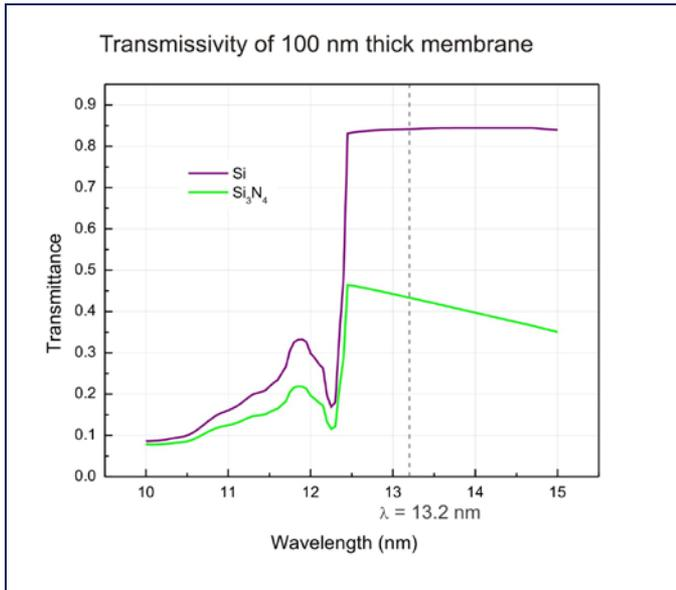 Transmissivity of 100 nm thick membrane
0.9
0.8
0.7
0.6
0.5
0.4
0.3
0.2
0.1
0.0
Transmittance
Si
Si₃N₄
10 11 12 13 14 15
λ = 13.2 nm
Wavelength (nm)